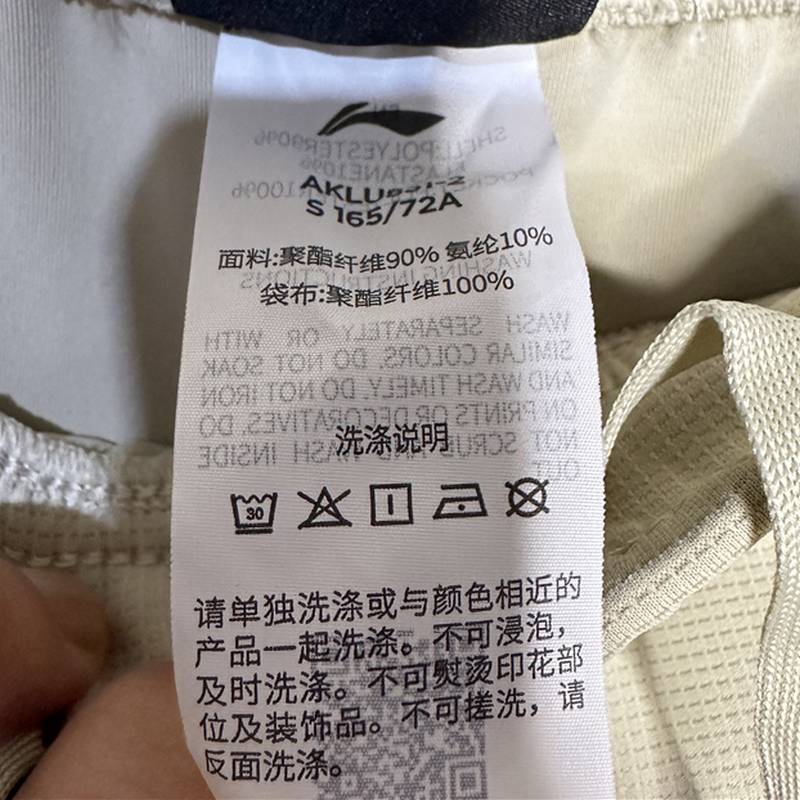 S 165/72A
面料:聚酯纤维90% 氨纶10%
袋布:聚酯纤维100%
洗涤说明
30
请单独洗涤或与颜色相近的
产品一起洗涤。不可浸泡，
及时洗涤。不可熨烫印花部
位及装饰品。不可搓洗，请
反面洗涤。
SHELL:POLYESTER90%
ELASTANE10%
WASHING INSTRUCTIONS
WASH SEPARATELY OR WITH
SIMILAR COLORS. DO NOT SOAK
AND WASH TIMELY. DO NOT IRON
ON PRINTS OR DECORATIVES. DO
NOT SCRUB AND WASH INSIDE
OUT